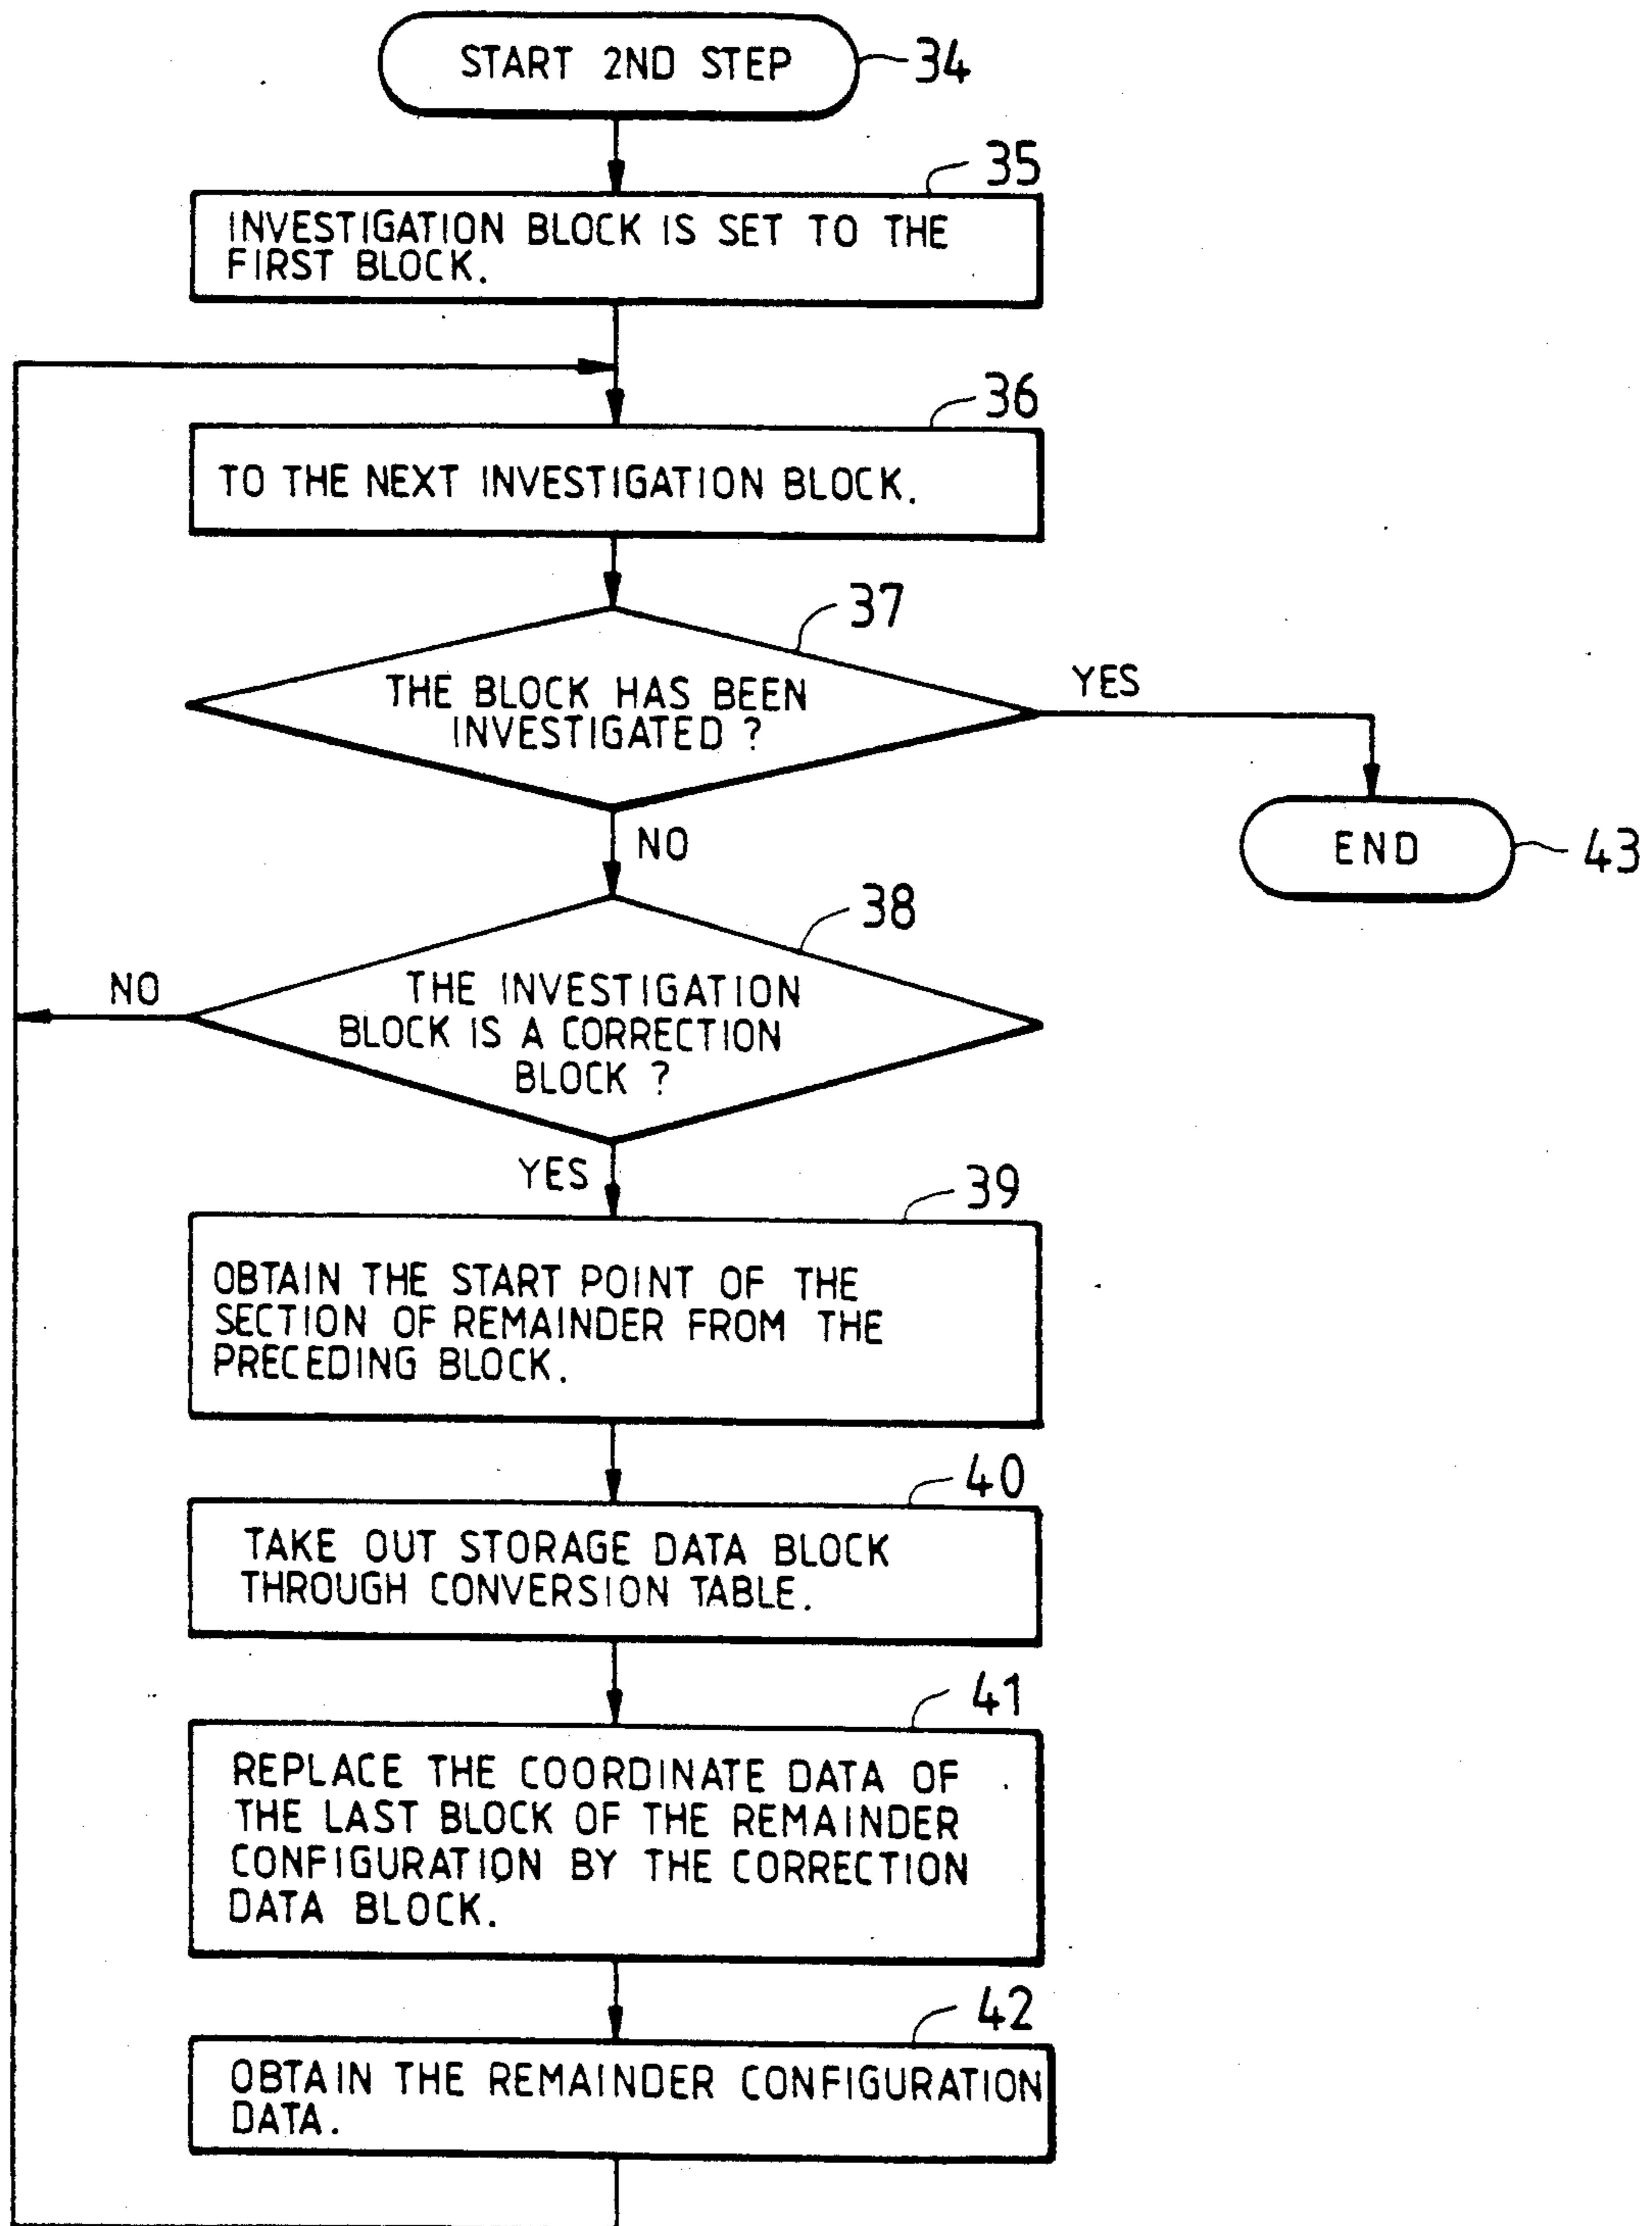 START 2ND STEP
34
35
INVESTIGATION BLOCK IS SET TO THE
FIRST BLOCK.
36
TO THE NEXT INVESTIGATION BLOCK.
37
THE BLOCK HAS BEEN
INVESTIGATED ?
YES
NO
END
43
38
THE INVESTIGATION
BLOCK IS A CORRECTION
BLOCK ?
NO
YES
39
OBTAIN THE START POINT OF THE
SECTION OF REMAINDER FROM THE
PRECEDING BLOCK.
40
TAKE OUT STORAGE DATA BLOCK
THROUGH CONVERSION TABLE.
41
REPLACE THE COORDINATE DATA OF
THE LAST BLOCK OF THE REMAINDER
CONFIGURATION BY THE CORRECTION
DATA BLOCK.
42
OBTAIN THE REMAINDER CONFIGURATION
DATA.